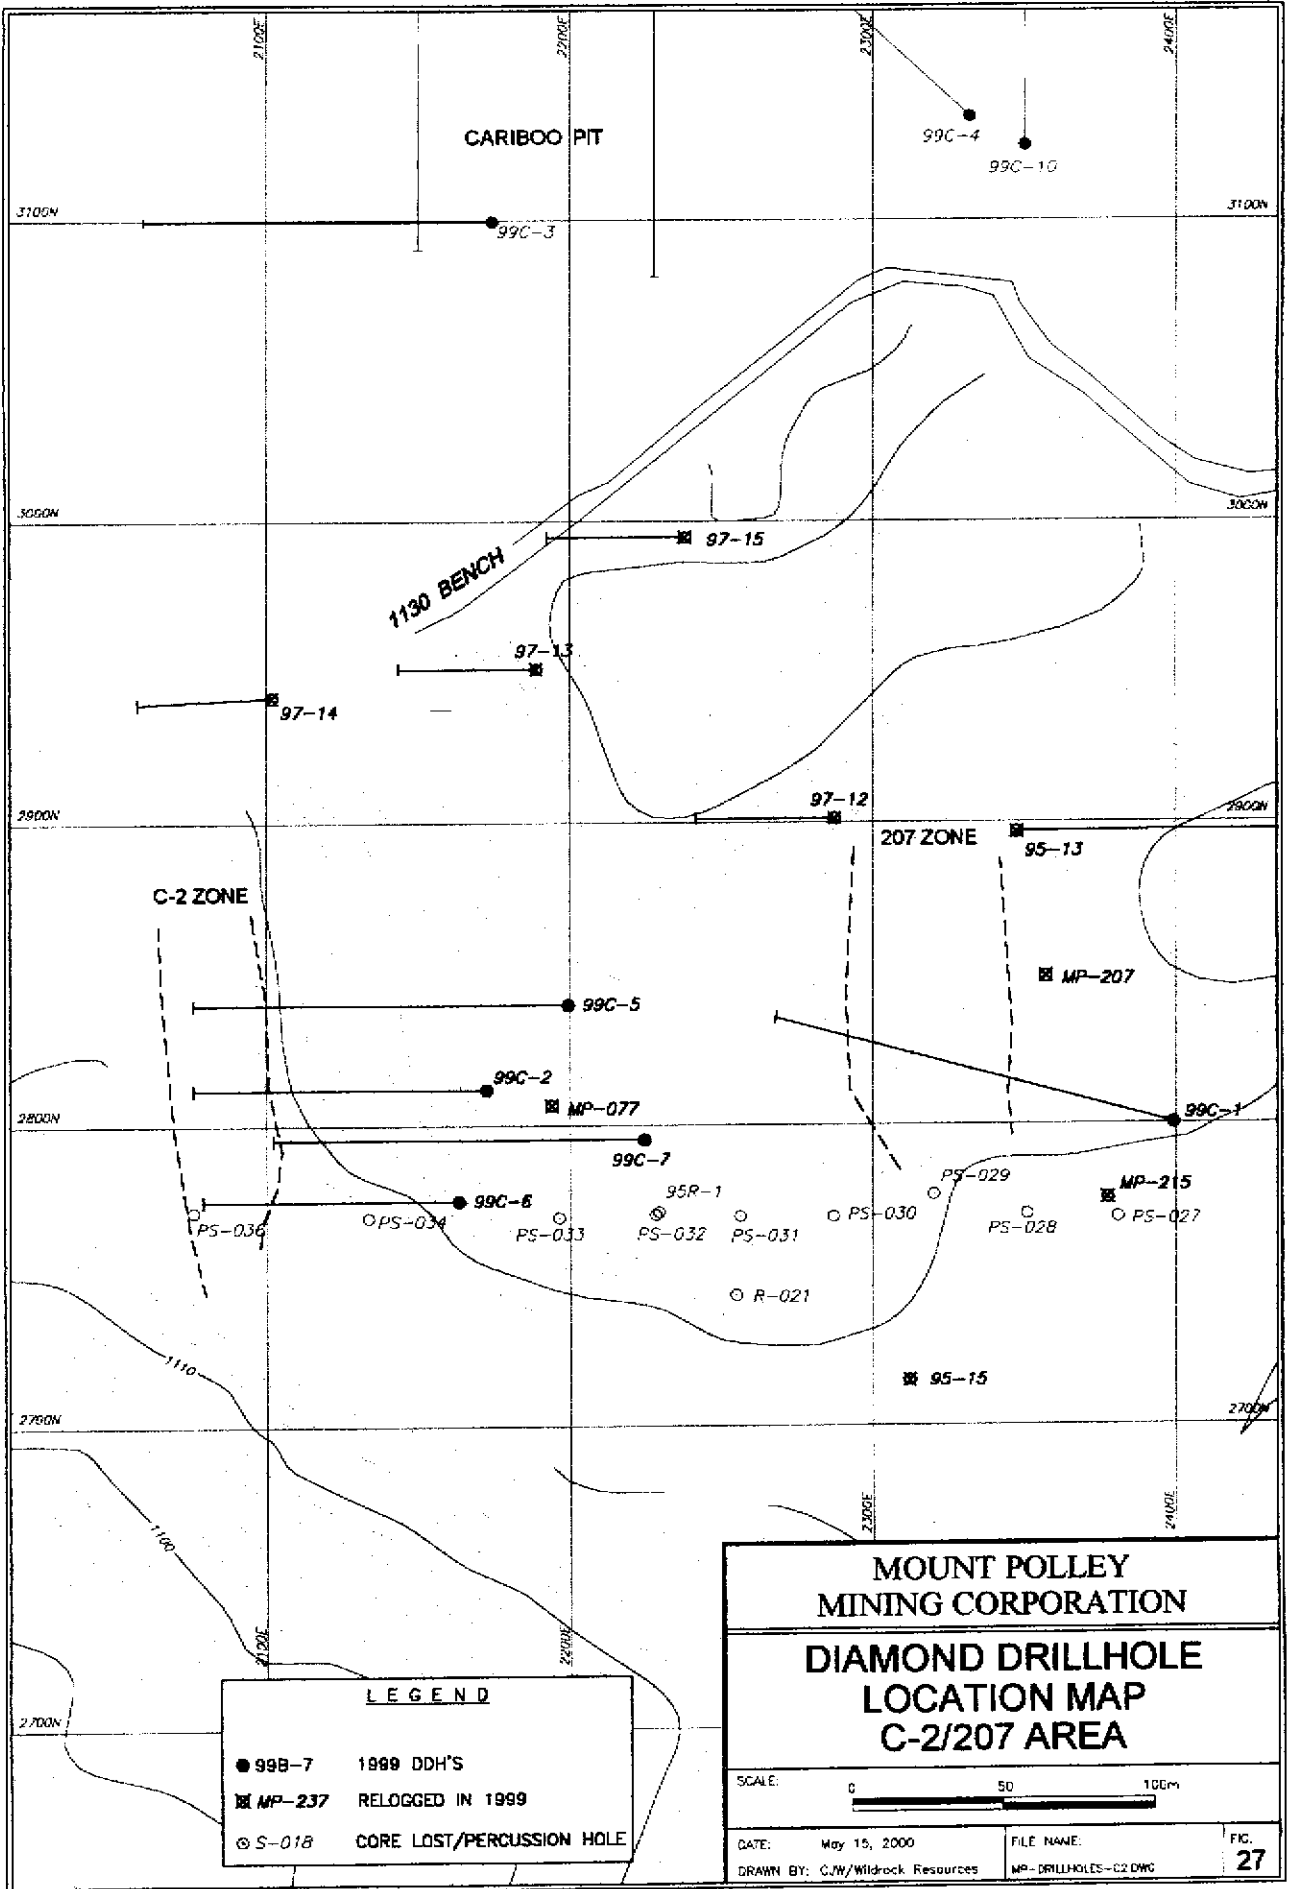 2100E
2200E
2300E
2400E
CARIBOO PIT
99C-4
99C-10
3100N
3100N
99C-3
3000N
3000N
97-15
1130 BENCH
97-13
97-14
2900N
97-12
2900N
207 ZONE
95-13
C-2 ZONE
MP-207
99C-5
99C-2
MP-077
99C-1
2800N
99C-7
PS-029
MP-215
99C-6
95R-1
PS-036
PS-034
PS-033
PS-032
PS-031
PS-030
PS-028
PS-027
R-021
1110
95-15
2700N
2700N
1100
2300E
2400E
2100E
2200E
2700N
LEGEND
99B-7 1999 DDH'S
MP-237 RELOGGED IN 1999
S-018 CORE LOST/PERCUSSION HOLE
MOUNT POLLEY
MINING CORPORATION
DIAMOND DRILLHOLE
LOCATION MAP
C-2/207 AREA
SCALE: 0 50 100m
DATE: May 15, 2000
FILE NAME:
FIG.
DRAWN BY: CJW/Wildrock Resources
MP-DRILLHOLES-C2.DWG
27